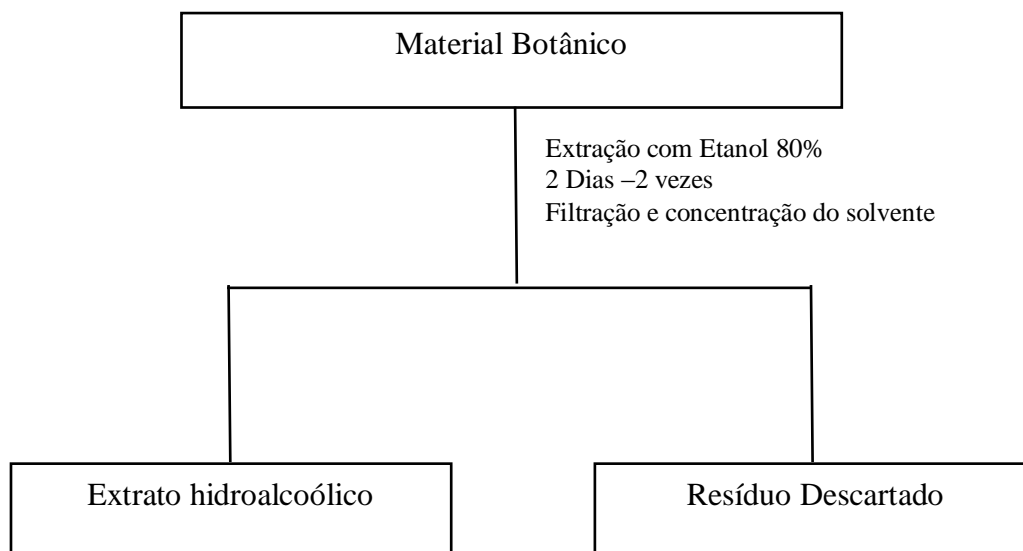 Material Botânico
Extração com Etanol 80%
2 Dias –2 vezes
Filtração e concentração do solvente
Extrato hidroalcoólico
Resíduo Descartado